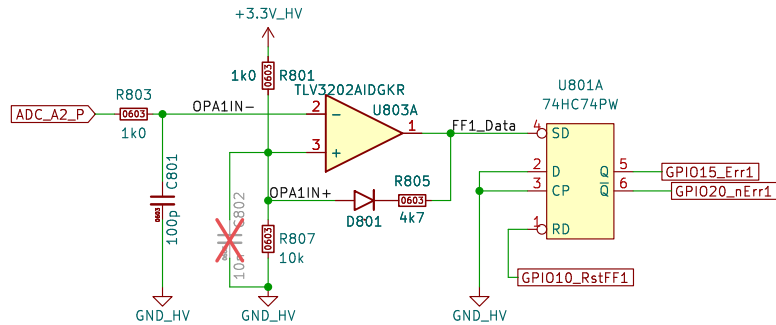 +3.3V_HV
1k0
0603
R801
TLV3202AIDGKR
U803A
U801A
74HC74PW
ADC_A2_P
R803
0603
1k0
OPA1IN-
2
-
3
+
1
FF1_Data
4
SD
2
D
3
CP
1
RD
Q
5
Q
6
GPIO15_Err1
GPIO20_nErr1
GPIO10_RstFF1
C801
0603
100p
C802
10n
OPA1IN+
D801
R805
0603
4k7
0603
R807
10k
GND_HV
GND_HV
GND_HV